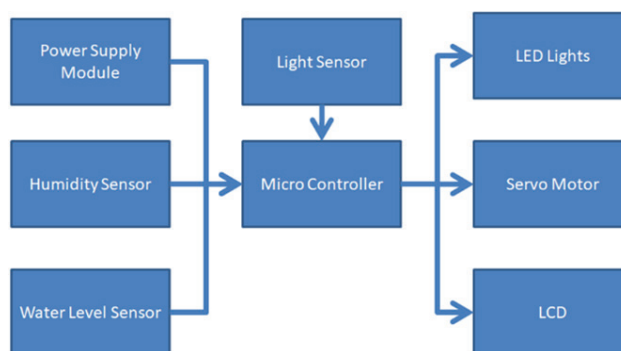 Power Supply
Module
Light Sensor
LED Lights
Humidity Sensor
Micro Controller
Servo Motor
Water Level Sensor
LCD